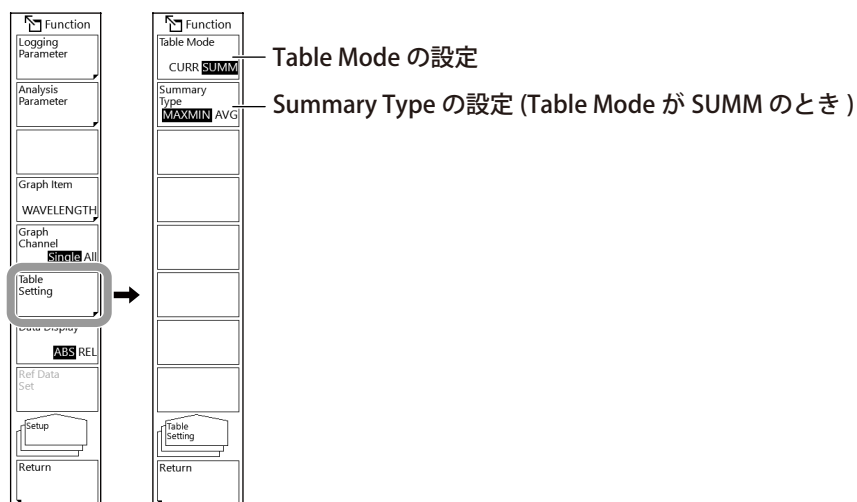 Function
Logging
Parameter
Analysis
Parameter
Graph Item
WAVELENGTH
Graph
Channel
Single All
Table
Setting
Data Display
ABS REL
Ref Data
Set
Setup
Return
Function
Table Mode
CURR SUMM
Summary
Type
MAXMIN AVG
Table
Setting
Return
Table Mode の設定
Summary Type の設定 (Table Mode が SUMM のとき )